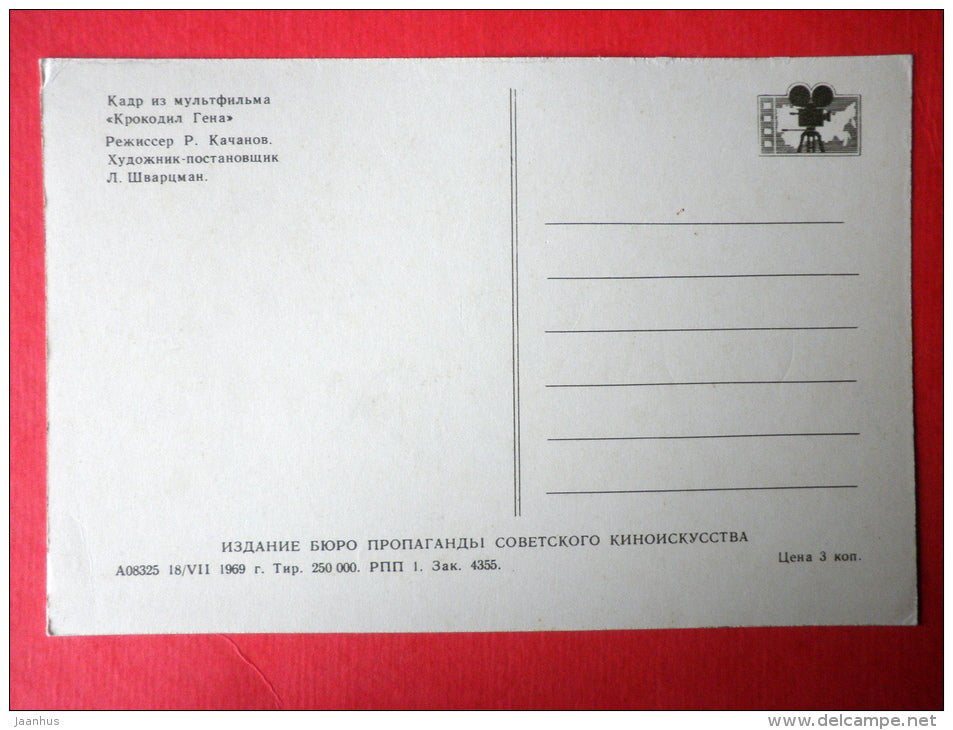 Кадр из мультфильма
«Крокодил Гена»
Режиссер Р. Качанов.
Художник-постановщик
Л. Шварцман.
ИЗДАНИЕ БЮРО ПРОПАГАНДЫ СОВЕТСКОГО КИНОИСКУССТВА
А08325 18/VII 1969 г. Тир. 250 000. РПП 1. Зак. 4355.
Цена 3 коп.
Jaanhus
www.delcampe.net